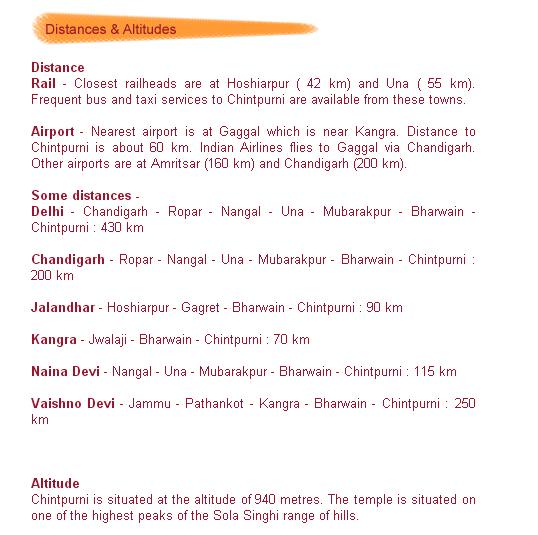 Distances & Altitudes
Distance
Rail - Closest railheads are at Hoshiarpur ( 42 km) and Una ( 55 km).
Frequent bus and taxi services to Chintpurni are available from these towns.
Airport - Nearest airport is at Gaggal which is near Kangra. Distance to
Chintpurni is about 60 km. Indian Airlines flies to Gaggal via Chandigarh.
Other airports are at Amritsar (160 km) and Chandigarh (200 km).
Some distances -
Delhi - Chandigarh - Ropar - Nangal - Una - Mubarakpur - Bharwain -
Chintpurni : 430 km
Chandigarh - Ropar - Nangal - Una - Mubarakpur - Bharwain - Chintpurni :
200 km
Jalandhar - Hoshiarpur - Gagret - Bharwain - Chintpurni : 90 km
Kangra - Jwalaji - Bharwain - Chintpurni : 70 km
Naina Devi - Nangal - Una - Mubarakpur - Bharwain - Chintpurni : 115 km
Vaishno Devi - Jammu - Pathankot - Kangra - Bharwain - Chintpurni : 250
km
Altitude
Chintpurni is situated at the altitude of 940 metres. The temple is situated on
one of the highest peaks of the Sola Singhi range of hills.